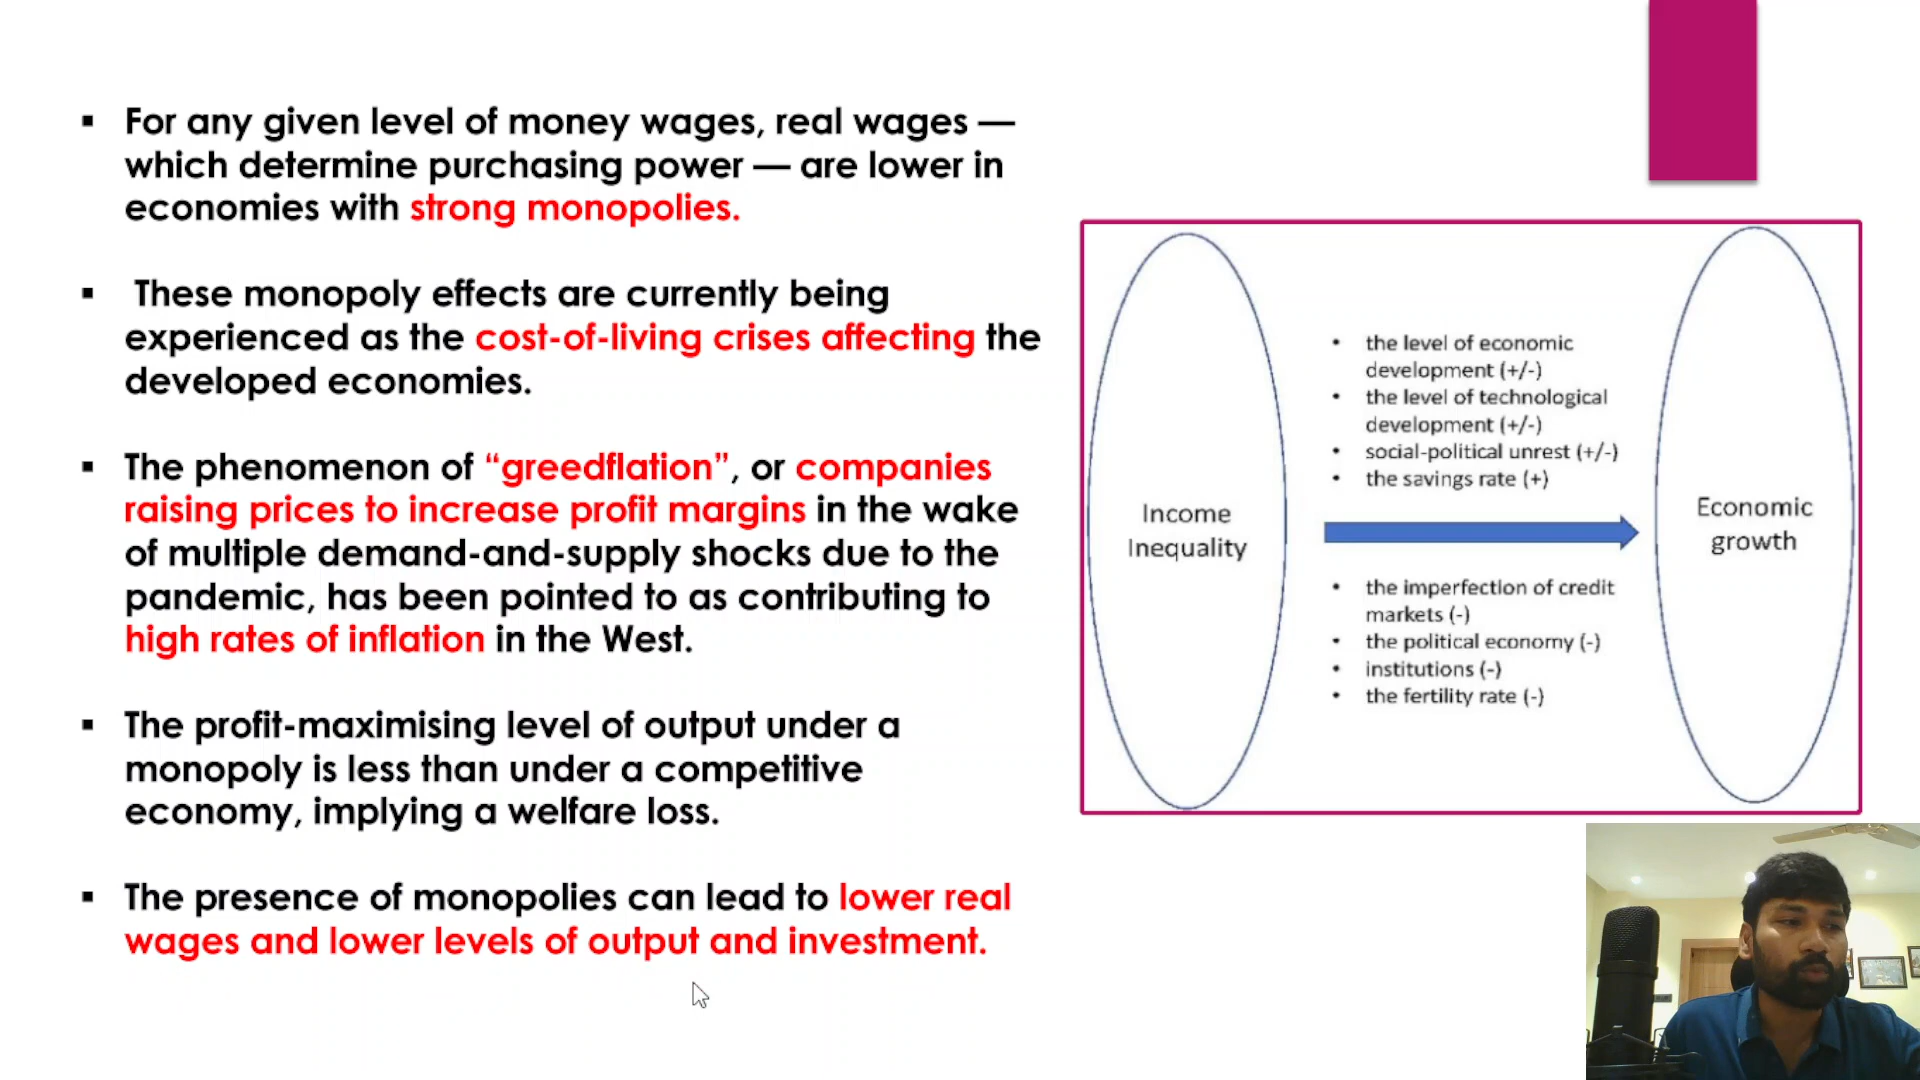 ▪ For any given level of money wages, real wages —
which determine purchasing power — are lower in
economies with strong monopolies.
▪ These monopoly effects are currently being
experienced as the cost-of-living crises affecting the
developed economies.
▪ The phenomenon of “greedflation”, or companies
raising prices to increase profit margins in the wake
of multiple demand-and-supply shocks due to the
pandemic, has been pointed to as contributing to
high rates of inflation in the West.
▪ The profit-maximising level of output under a
monopoly is less than under a competitive
economy, implying a welfare loss.
▪ The presence of monopolies can lead to lower real
wages and lower levels of output and investment.
Income
Inequality
• the level of economic
development (+/-)
• the level of technological
development (+/-)
• social-political unrest (+/-)
• the savings rate (+)
• the imperfection of credit
markets (-)
• the political economy (-)
• institutions (-)
• the fertility rate (-)
Economic
growth